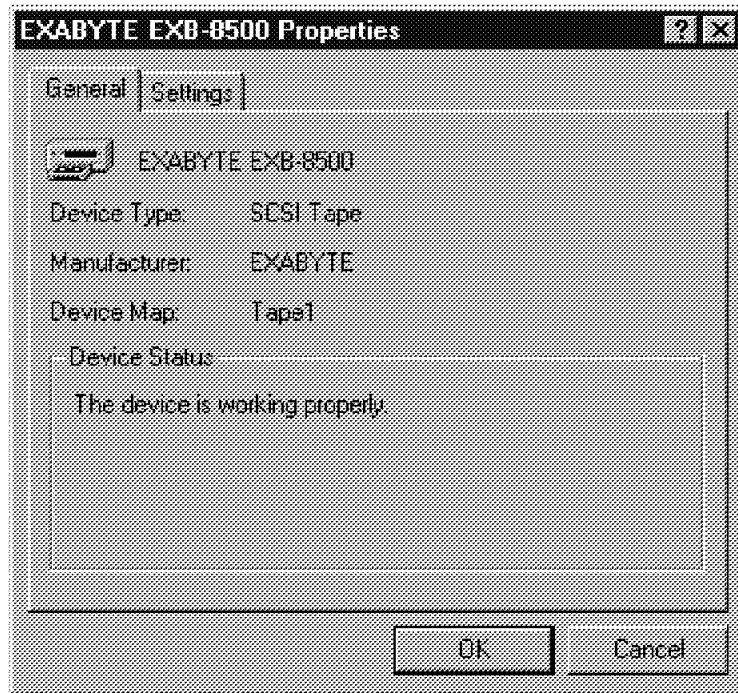 EXABYTE EXB-8500 Properties
General Settings
EXABYTE EXB-8500
Device Type: SCSI Tape
Manufacturer: EXABYTE
Device Map: Tape1
Device Status
The device is working properly.
OK Cancel